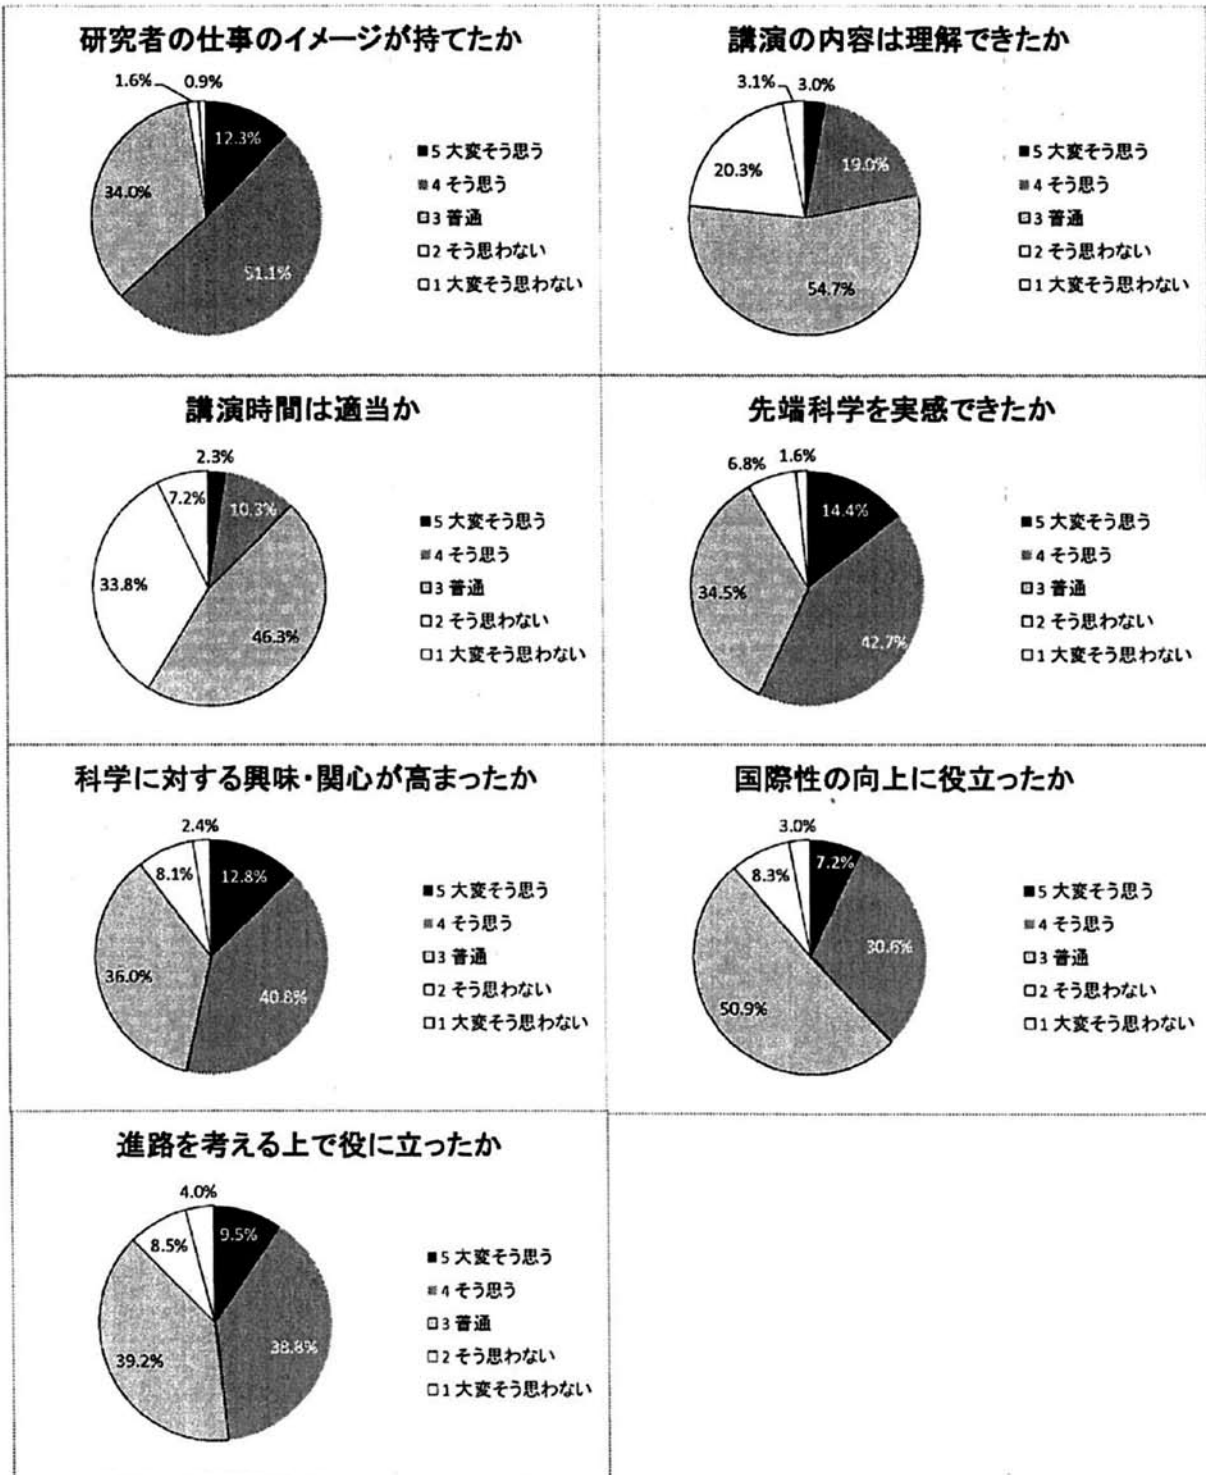 研究者の仕事のイメージが持てたか
1.6% 0.9%
12.3%
34.0%
51.1%
■5 大変そう思う
■4 そう思う
□3 普通
□2 そう思わない
□1 大変そう思わない
講演の内容は理解できたか
3.1% 3.0%
19.0%
20.3%
54.7%
■5 大変そう思う
■4 そう思う
□3 普通
□2 そう思わない
□1 大変そう思わない
講演時間は適当か
2.3%
7.2%
10.3%
33.8%
46.3%
■5 大変そう思う
■4 そう思う
□3 普通
□2 そう思わない
□1 大変そう思わない
先端科学を実感できたか
6.8% 1.6%
14.4%
34.5%
42.7%
■5 大変そう思う
■4 そう思う
□3 普通
□2 そう思わない
□1 大変そう思わない
科学に対する興味・関心が高まったか
2.4%
8.1%
12.8%
36.0%
40.8%
■5 大変そう思う
■4 そう思う
□3 普通
□2 そう思わない
□1 大変そう思わない
国際性の向上に役立ったか
3.0%
7.2%
8.3%
30.6%
50.9%
■5 大変そう思う
■4 そう思う
□3 普通
□2 そう思わない
□1 大変そう思わない
進路を考える上で役に立ったか
4.0%
9.5%
8.5%
38.8%
39.2%
■5 大変そう思う
■4 そう思う
□3 普通
□2 そう思わない
□1 大変そう思わない